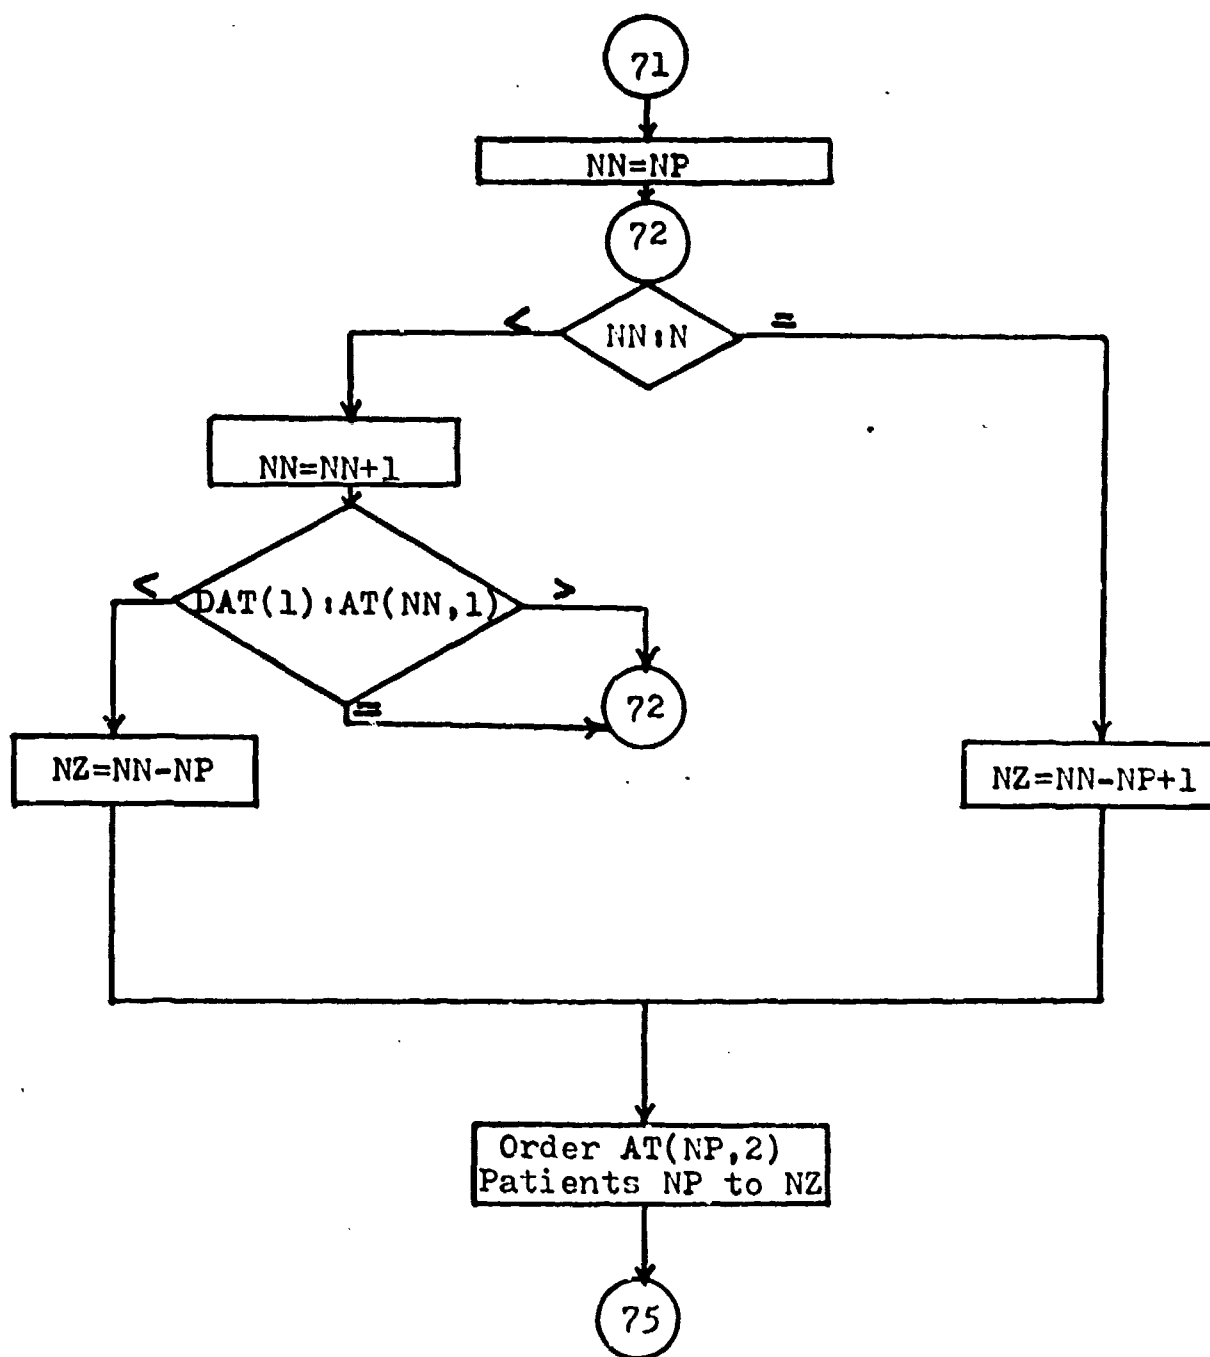 71
NN=NP
72
NN:N
<
=
NN=NN+1
DAT(1):AT(NN,1)
<
>
=
72
NZ=NN-NP
NZ=NN-NP+1
Order AT(NP,2)
Patients NP to NZ
75